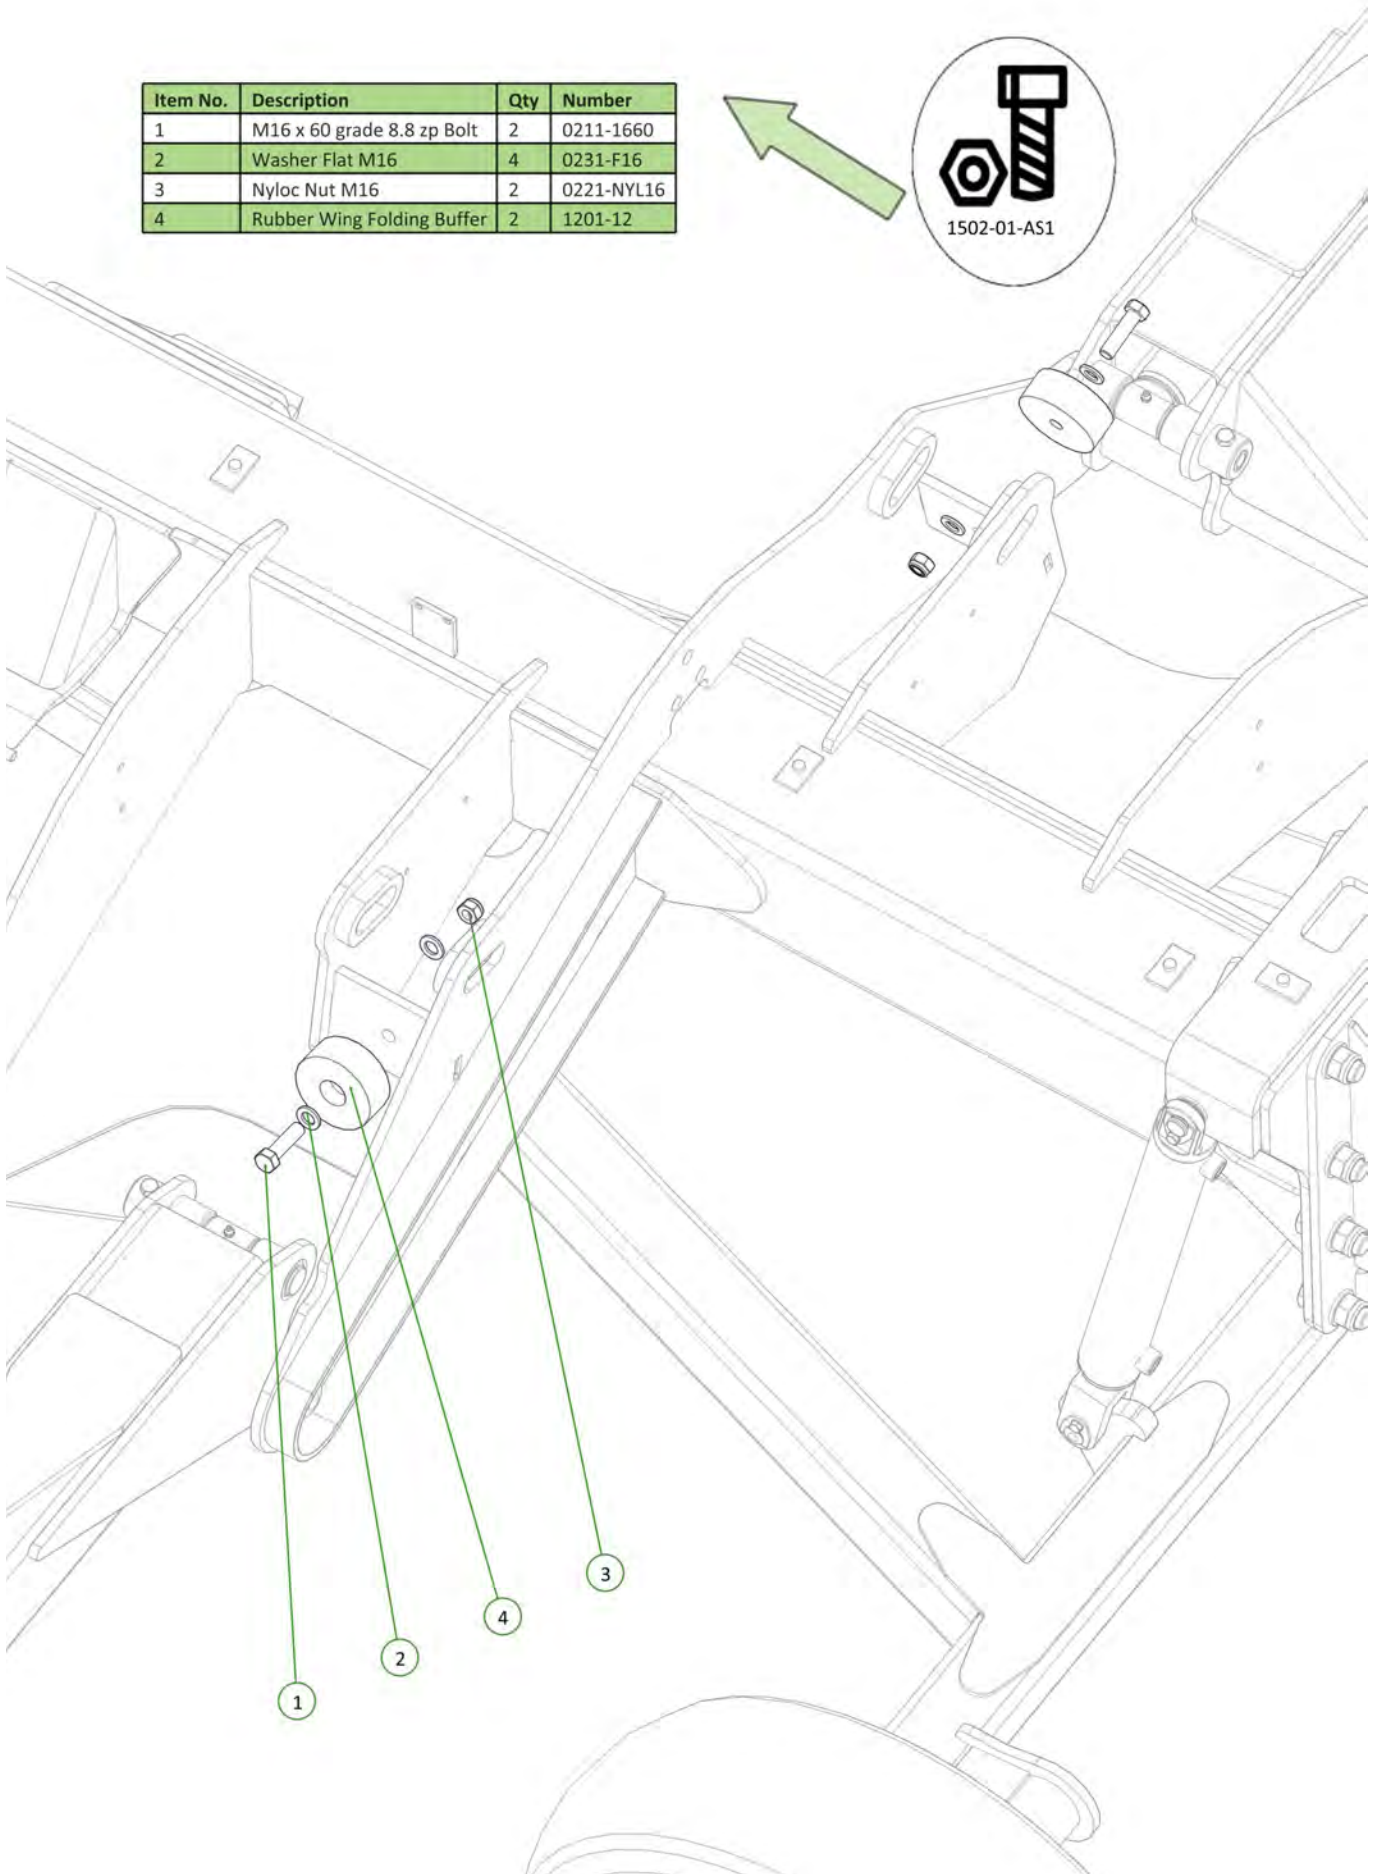 Item No. Description Qty Number
1 M16 x 60 grade 8.8 zp Bolt 2 0211-1660
2 Washer Flat M16 4 0231-F16
3 Nyloc Nut M16 2 0221-NYL16
4 Rubber Wing Folding Buffer 2 1201-12
1502-01-AS1
3
4
2
1